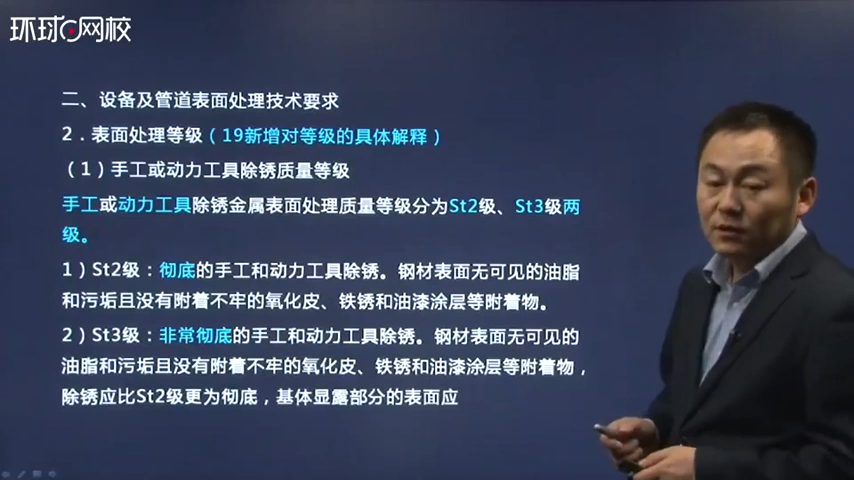 环球网校
二、设备及管道表面处理技术要求
2．表面处理等级（19新增对等级的具体解释）
（1）手工或动力工具除锈质量等级
手工或动力工具除锈金属表面处理质量等级分为St2级、St3级两
级。
1）St2级：彻底的手工和动力工具除锈。钢材表面无可见的油脂
和污垢且没有附着不牢的氧化皮、铁锈和油漆涂层等附着物。
2）St3级：非常彻底的手工和动力工具除锈。钢材表面无可见的
油脂和污垢且没有附着不牢的氧化皮、铁锈和油漆涂层等附着物，
除锈应比St2级更为彻底，基体显露部分的表面应